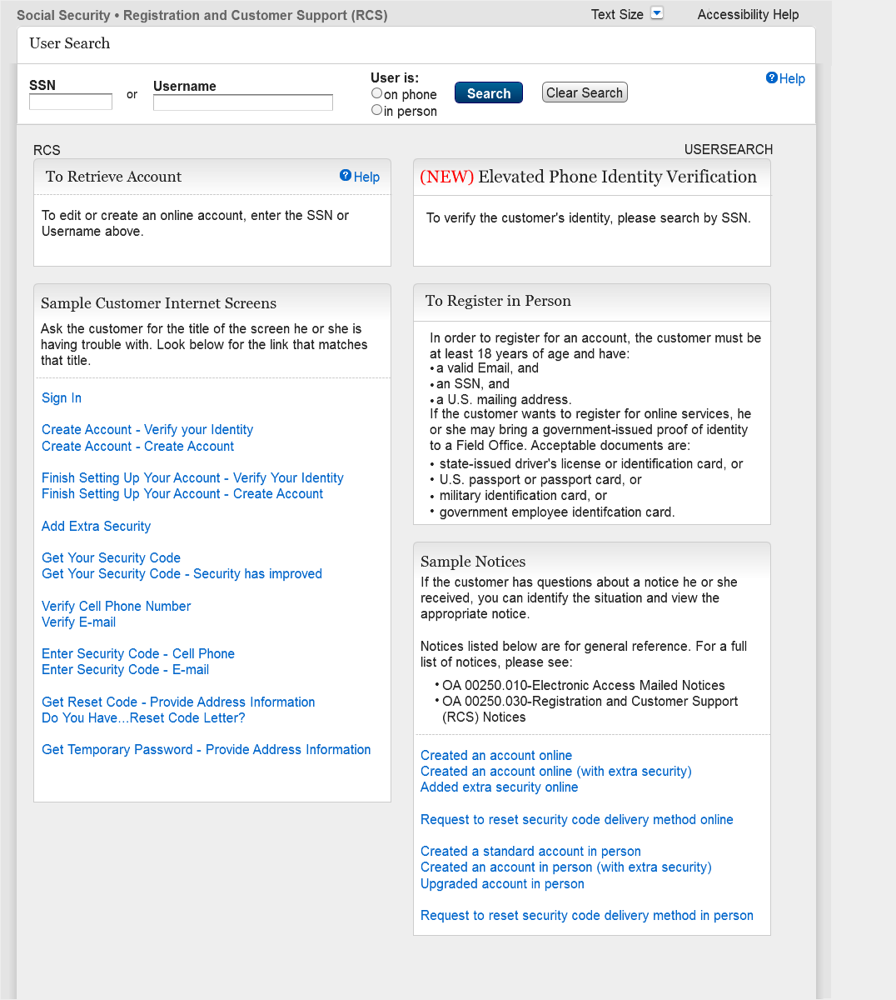 Social Security • Registration and Customer Support (RCS)
Text Size
Accessibility Help
User Search
SSN
or
Username
User is:
on phone
in person
Search
Clear Search
Help
RCS
USERSEARCH
To Retrieve Account
Help
To edit or create an online account, enter the SSN or
Username above.
(NEW) Elevated Phone Identity Verification
To verify the customer's identity, please search by SSN.
Sample Customer Internet Screens
Ask the customer for the title of the screen he or she is
having trouble with. Look below for the link that matches
that title.
Sign In
Create Account - Verify your Identity
Create Account - Create Account
Finish Setting Up Your Account - Verify Your Identity
Finish Setting Up Your Account - Create Account
Add Extra Security
Get Your Security Code
Get Your Security Code - Security has improved
Verify Cell Phone Number
Verify E-mail
Enter Security Code - Cell Phone
Enter Security Code - E-mail
Get Reset Code - Provide Address Information
Do You Have...Reset Code Letter?
Get Temporary Password - Provide Address Information
To Register in Person
In order to register for an account, the customer must be
at least 18 years of age and have:
• a valid Email, and
• an SSN, and
• a U.S. mailing address.
If the customer wants to register for online services, he
or she may bring a government-issued proof of identity
to a Field Office. Acceptable documents are:
• state-issued driver's license or identification card, or
• U.S. passport or passport card, or
• military identification card, or
• government employee identifcation card.
Sample Notices
If the customer has questions about a notice he or she
received, you can identify the situation and view the
appropriate notice.
Notices listed below are for general reference. For a full
list of notices, please see:
• OA 00250.010-Electronic Access Mailed Notices
• OA 00250.030-Registration and Customer Support
(RCS) Notices
Created an account online
Created an account online (with extra security)
Added extra security online
Request to reset security code delivery method online
Created a standard account in person
Created an account in person (with extra security)
Upgraded account in person
Request to reset security code delivery method in person